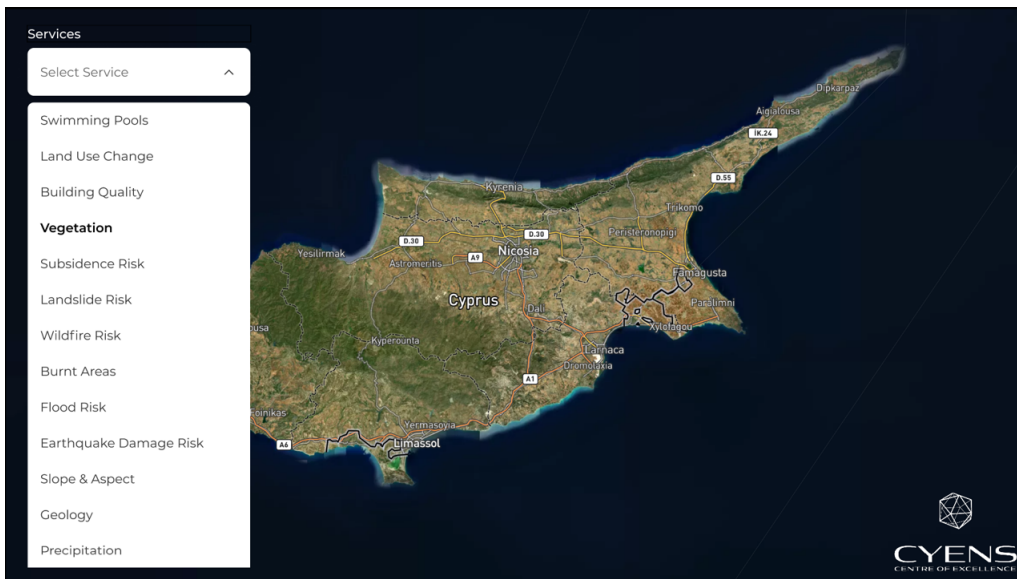 Services
Select Service
Swimming Pools
Land Use Change
Building Quality
Vegetation
Subsidence Risk
Landslide Risk
Wildfire Risk
Burnt Areas
Flood Risk
Earthquake Damage Risk
Slope & Aspect
Geology
Precipitation
Dipkarpaz
Aigialousa
İK.24
D.55
Kyrenia
Trikomo
Peristeronopigi
D.30
D.30
Nicosia
Yesilirmak
A9
Astromeritis
Famagusta
Cyprus
Paralimni
Dali
Xylofagou
Kyperounta
Larnaca
Dromolaxia
A1
Foinikas
Yermasoyia
A6
Limassol
CYENS
CENTRE OF EXCELLENCE